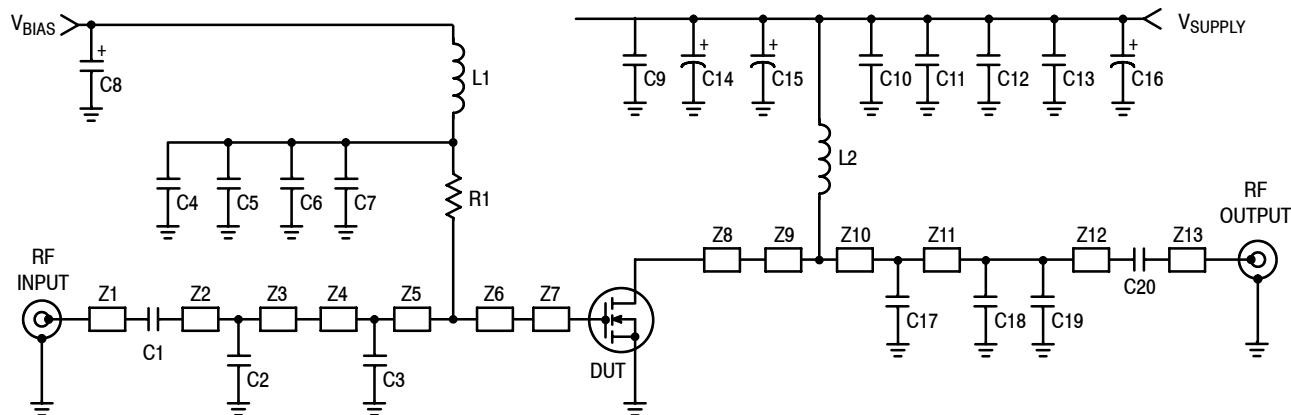 V_BIAS
+
C8
L1
C4
C5
C6
C7
R1
RF
INPUT
Z1
C1
Z2
C2
Z3
Z4
C3
Z5
Z6
Z7
DUT
V_SUPPLY
C9
+
C14
+
C15
C10
C11
C12
C13
+
C16
L2
Z8
Z9
Z10
C17
Z11
C18
C19
Z12
C20
Z13
RF
OUTPUT